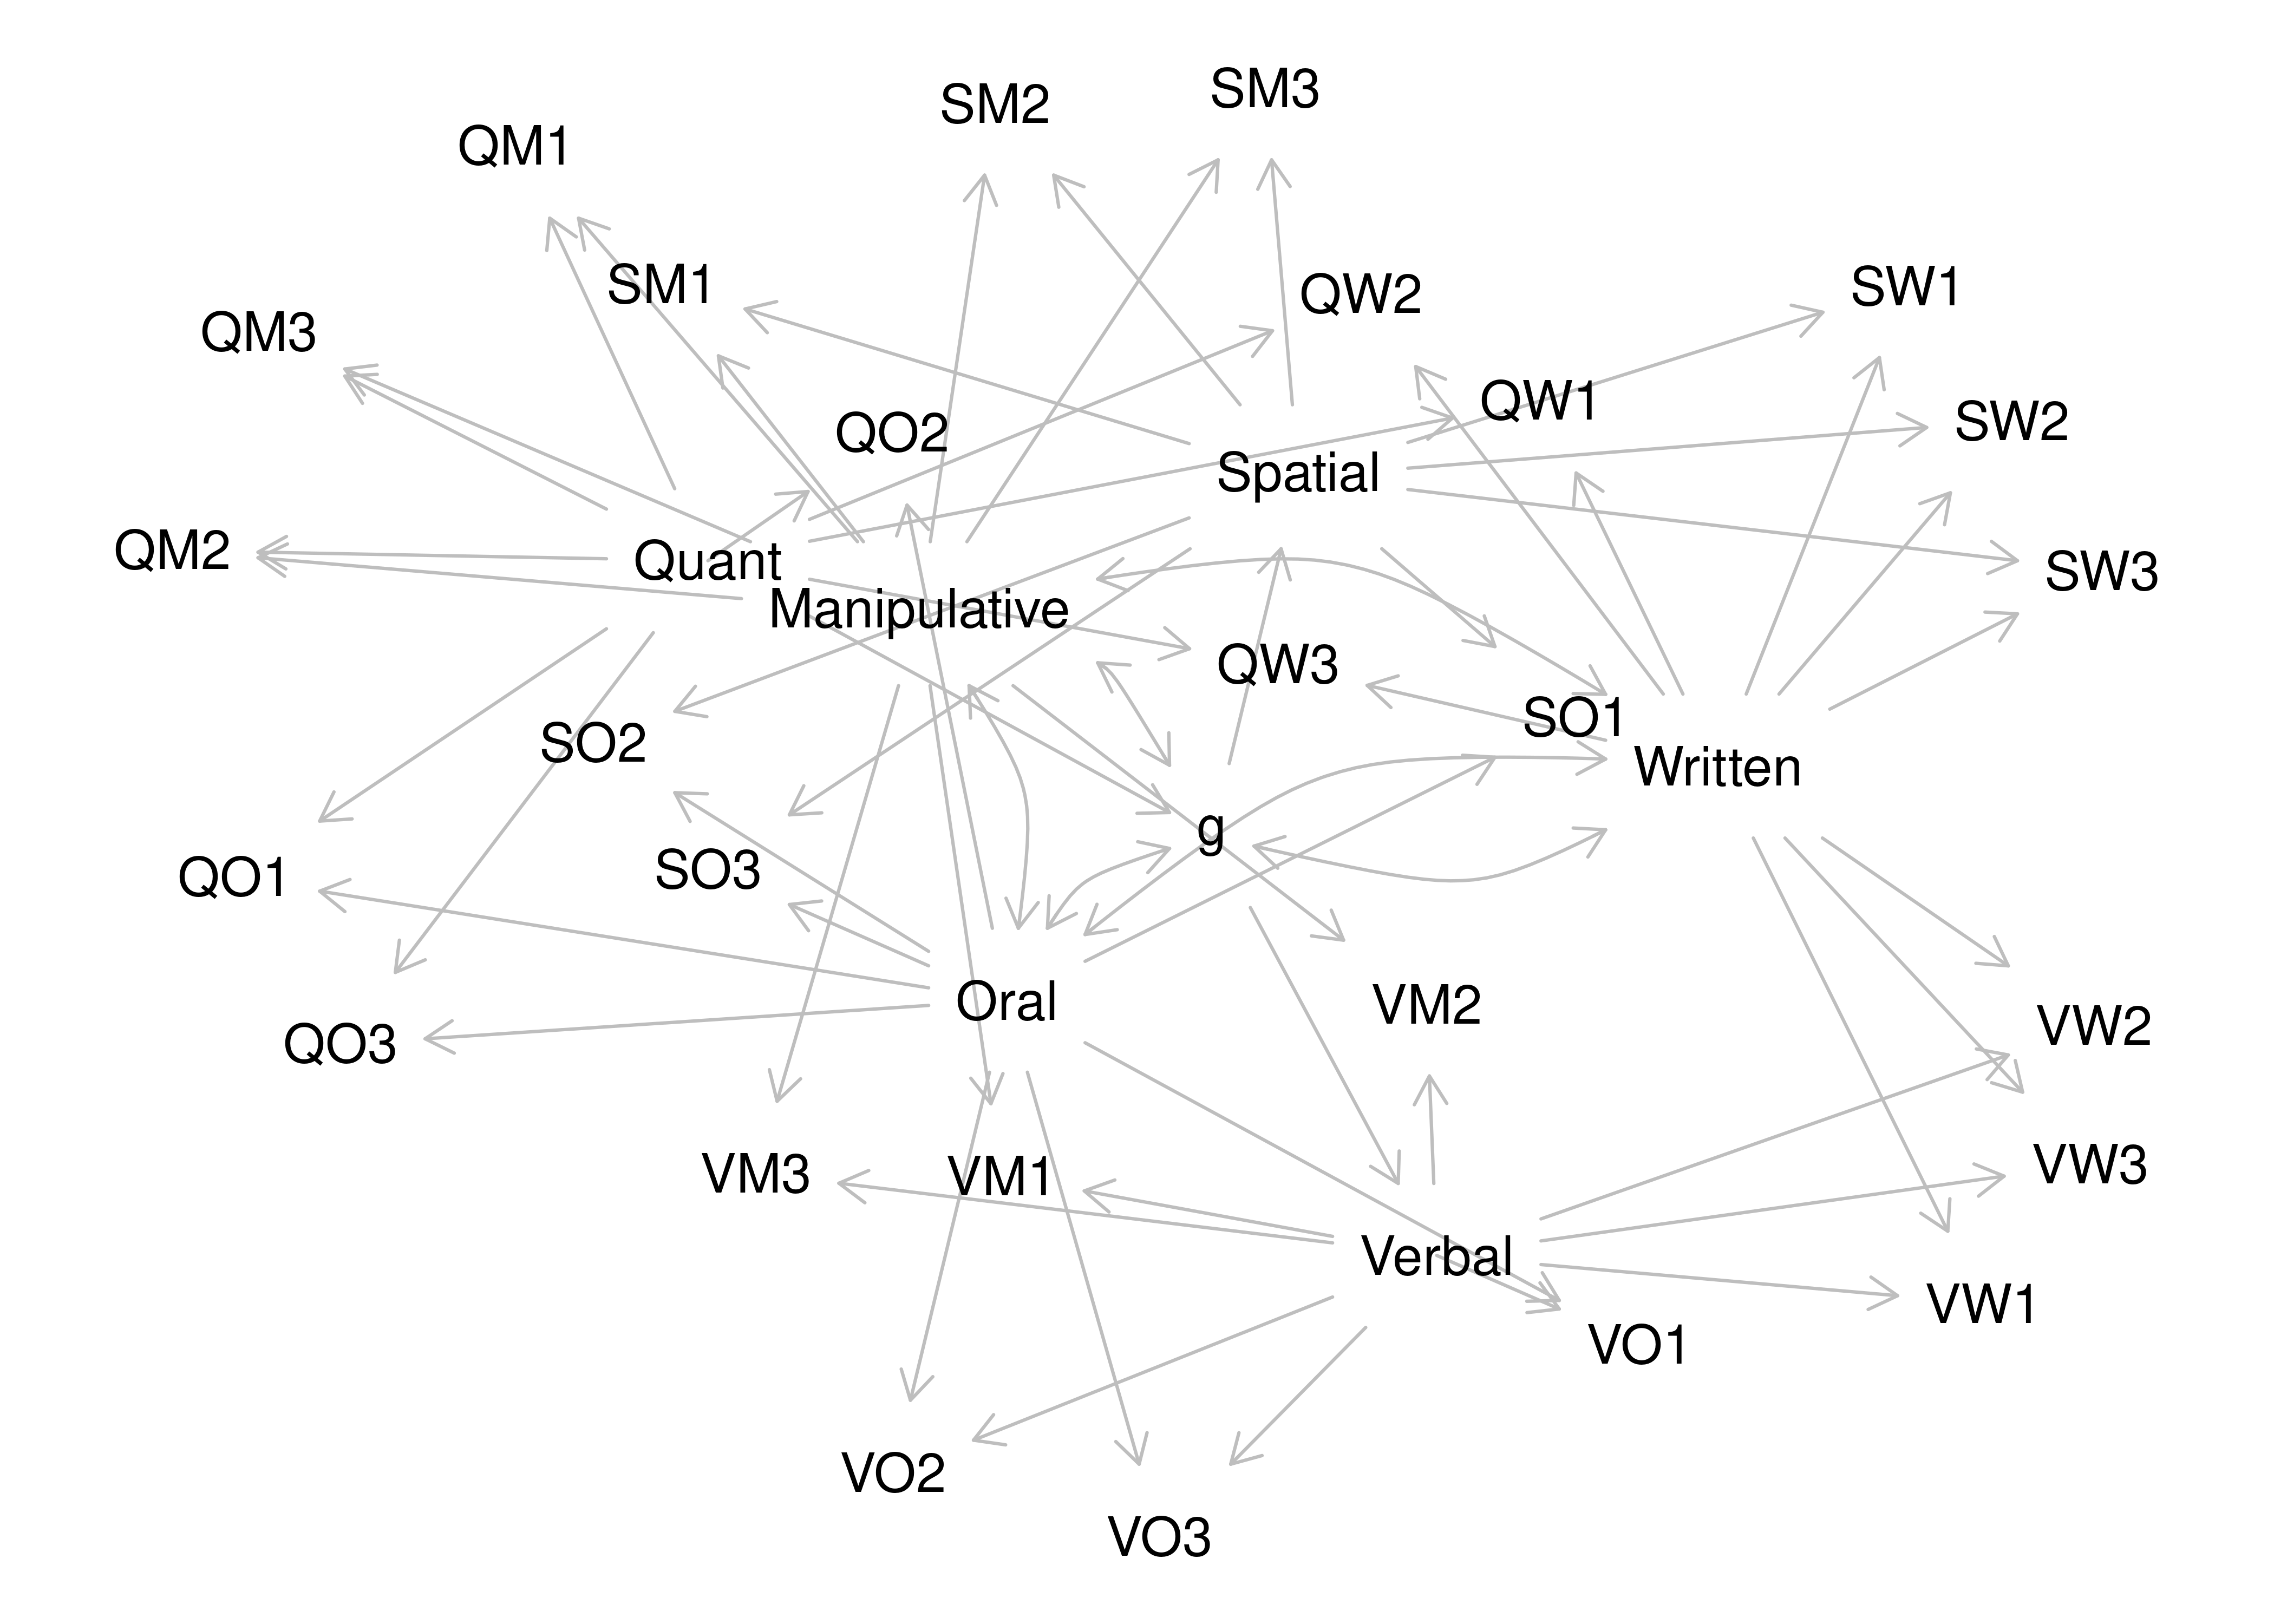 SM3
SM2
QM1
SM1
QW2
SW1
QM3
QW1
SW2
QO2
Spatial
QM2
Quant
SW3
Manipulative
QW3
SO1
SO2
Written
g
SO3
QO1
Oral
VM2
VW2
QO3
VM3
VM1
VW3
Verbal
VW1
VO1
VO2
VO3